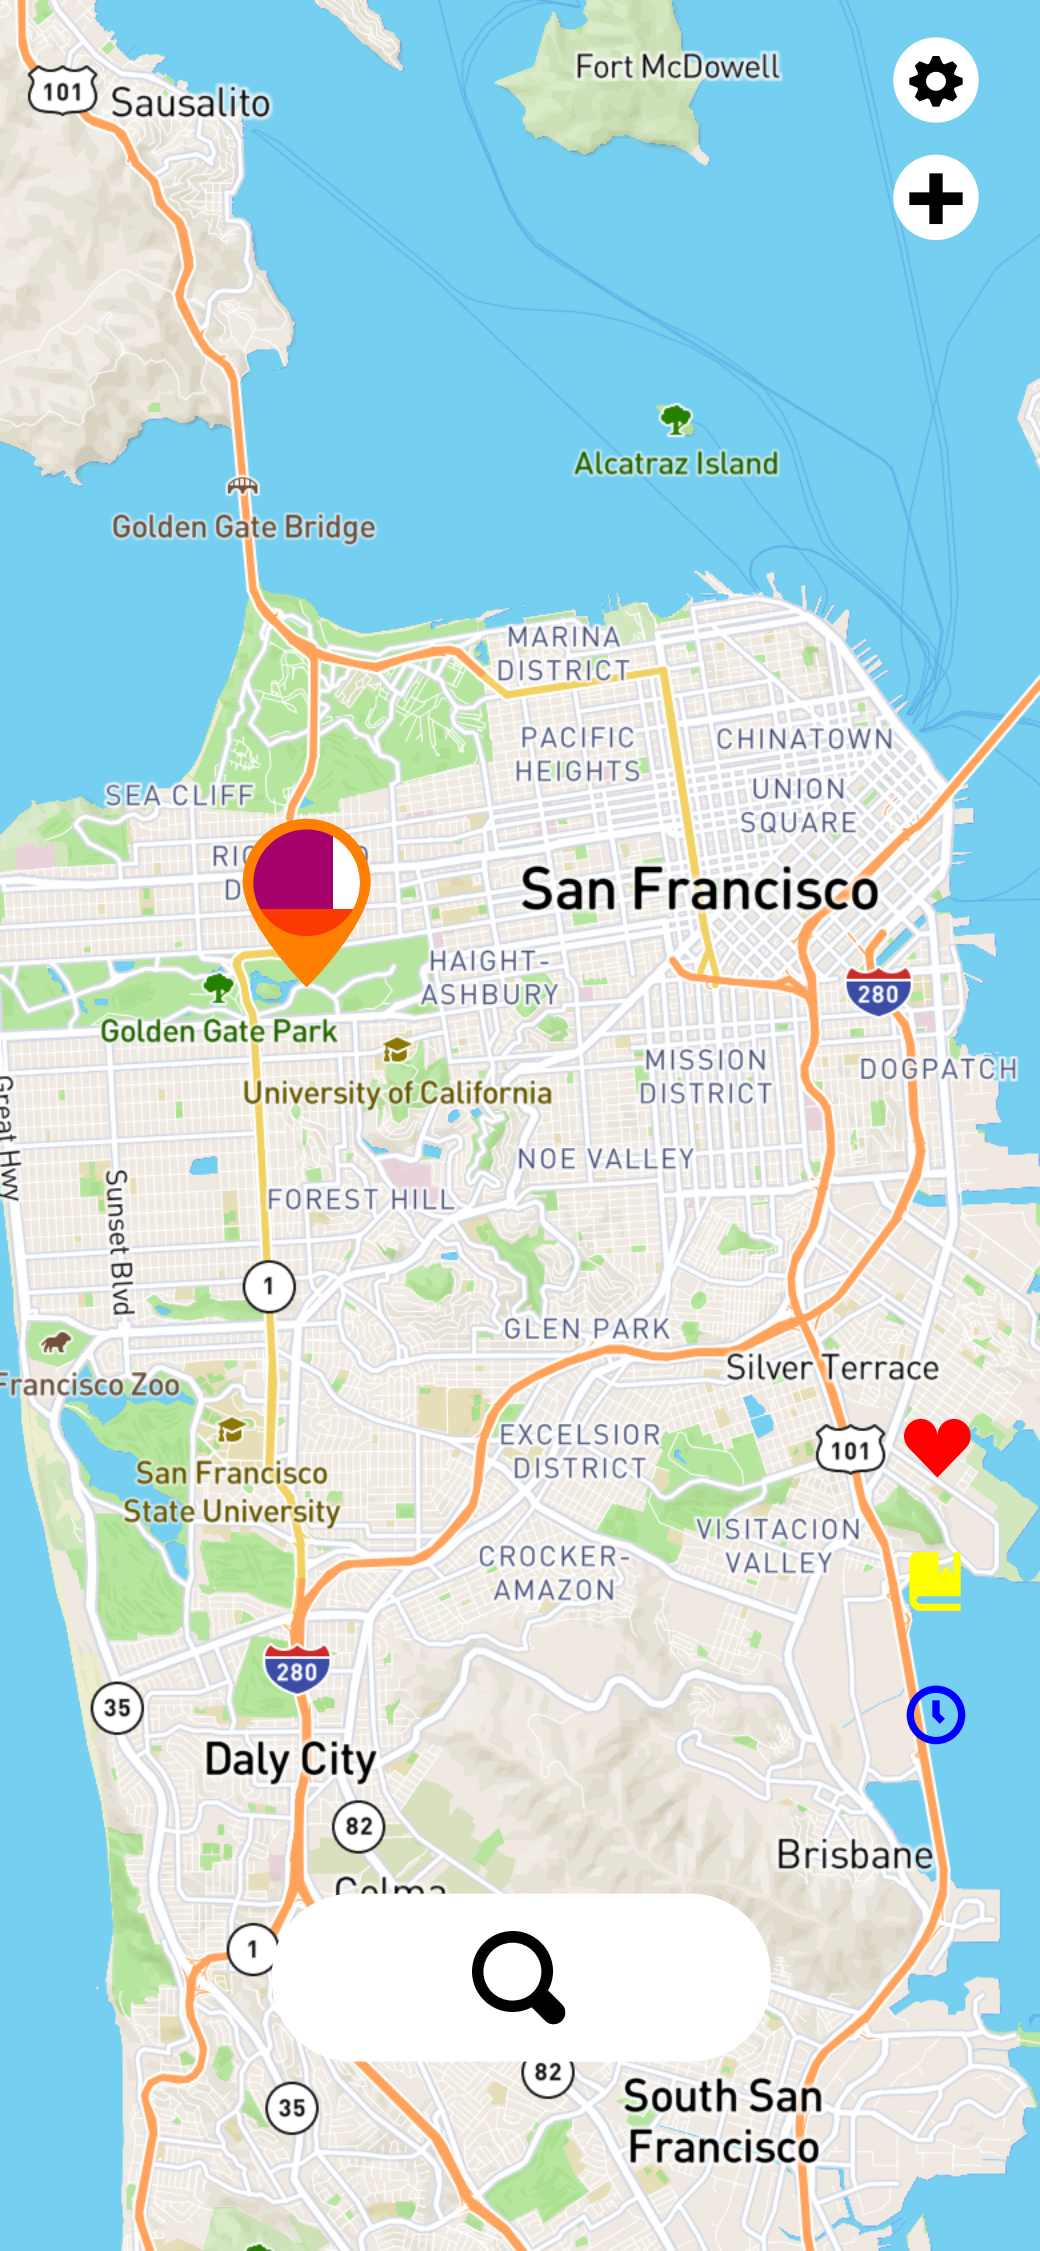 Fort McDowell
101
Sausalito
Alcatraz Island
Golden Gate Bridge
MARINA
DISTRICT
PACIFIC
HEIGHTS
CHINATOWN
SEA CLIFF
UNION
SQUARE
San Francisco
HAIGHT-
ASHBURY
280
Golden Gate Park
University of California
MISSION
DISTRICT
DOGPATCH
Great Hwy
NOE VALLEY
Sunset Blvd
FOREST HILL
1
GLEN PARK
Silver Terrace
Francisco Zoo
EXCELSIOR
DISTRICT
101
San Francisco
State University
VISITACION
VALLEY
CROCKER-
AMAZON
280
35
Daly City
82
Brisbane
Colma
1
82
35
South San
Francisco